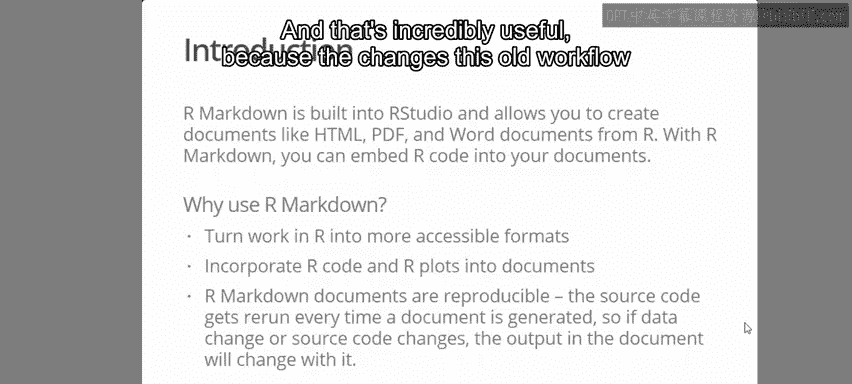 And that's incredibly useful,
because the changes this old workflow
Introduction
R Markdown is built into RStudio and allows you to create
documents like HTML, PDF, and Word documents from R. With R
Markdown, you can embed R code into your documents.
Why use R Markdown?
· Turn work in R into more accessible formats
· Incorporate R code and R plots into documents
· R Markdown documents are reproducible – the source code
gets rerun every time a document is generated, so if data
change or source code changes, the output in the document
will change with it.